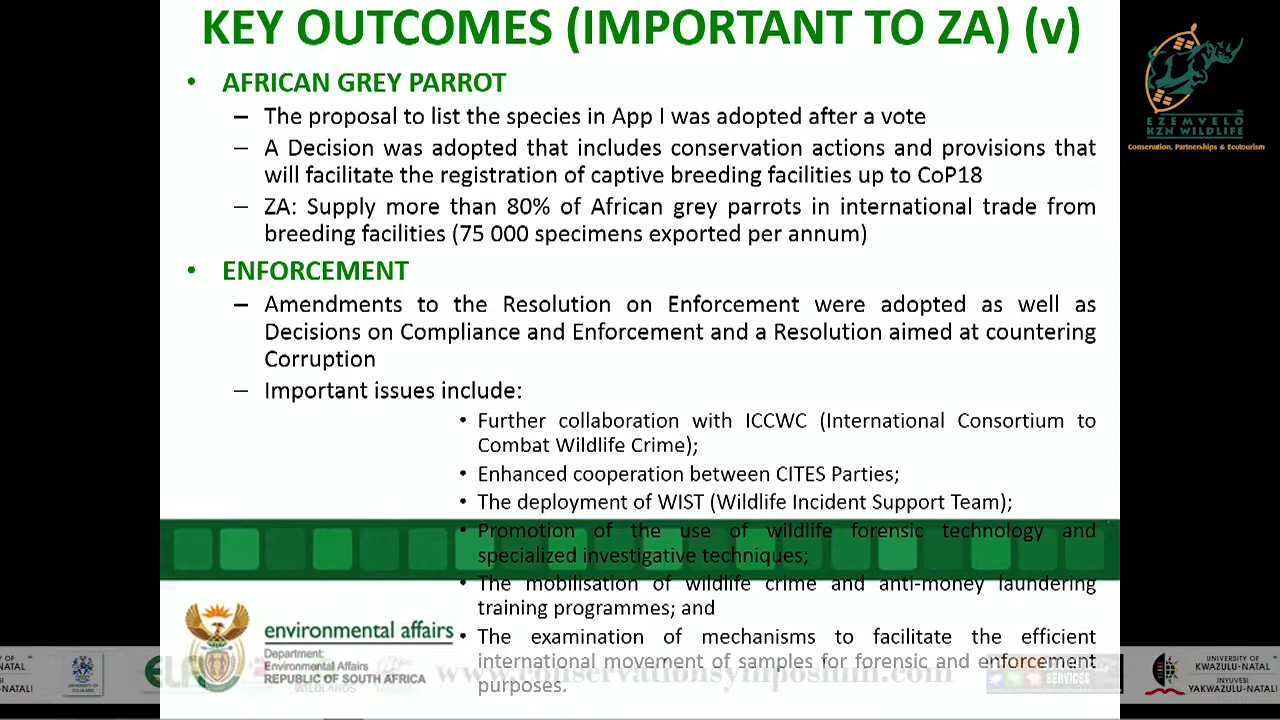 KEY OUTCOMES (IMPORTANT TO ZA) (v)
• AFRICAN GREY PARROT
– The proposal to list the species in App I was adopted after a vote
– A Decision was adopted that includes conservation actions and provisions that
will facilitate the registration of captive breeding facilities up to CoP18
– ZA: Supply more than 80% of African grey parrots in international trade from
breeding facilities (75 000 specimens exported per annum)
• ENFORCEMENT
– Amendments to the Resolution on Enforcement were adopted as well as
Decisions on Compliance and Enforcement and a Resolution aimed at countering
Corruption
– Important issues include:
• Further collaboration with ICCWC (International Consortium to
Combat Wildlife Crime);
• Enhanced cooperation between CITES Parties;
• The deployment of WIST (Wildlife Incident Support Team);
• Promotion of the use of wildlife forensic technology and
specialized investigative techniques;
• The mobilisation of wildlife crime and anti-money laundering
training programmes; and
• The examination of mechanisms to facilitate the efficient
international movement of samples for forensic and enforcement
purposes.
EZEMVELO
KZN WILDLIFE
Conservation, Partnerships & Ecotourism
environmental affairs
Department:
Environmental Affairs
REPUBLIC OF SOUTH AFRICA
WILDLANDS
www.conservationsymposium.com
SERVICES
UNIVERSITY OF
KWAZULU-NATAL
INYUVESI
YAKWAZULU-NATALI